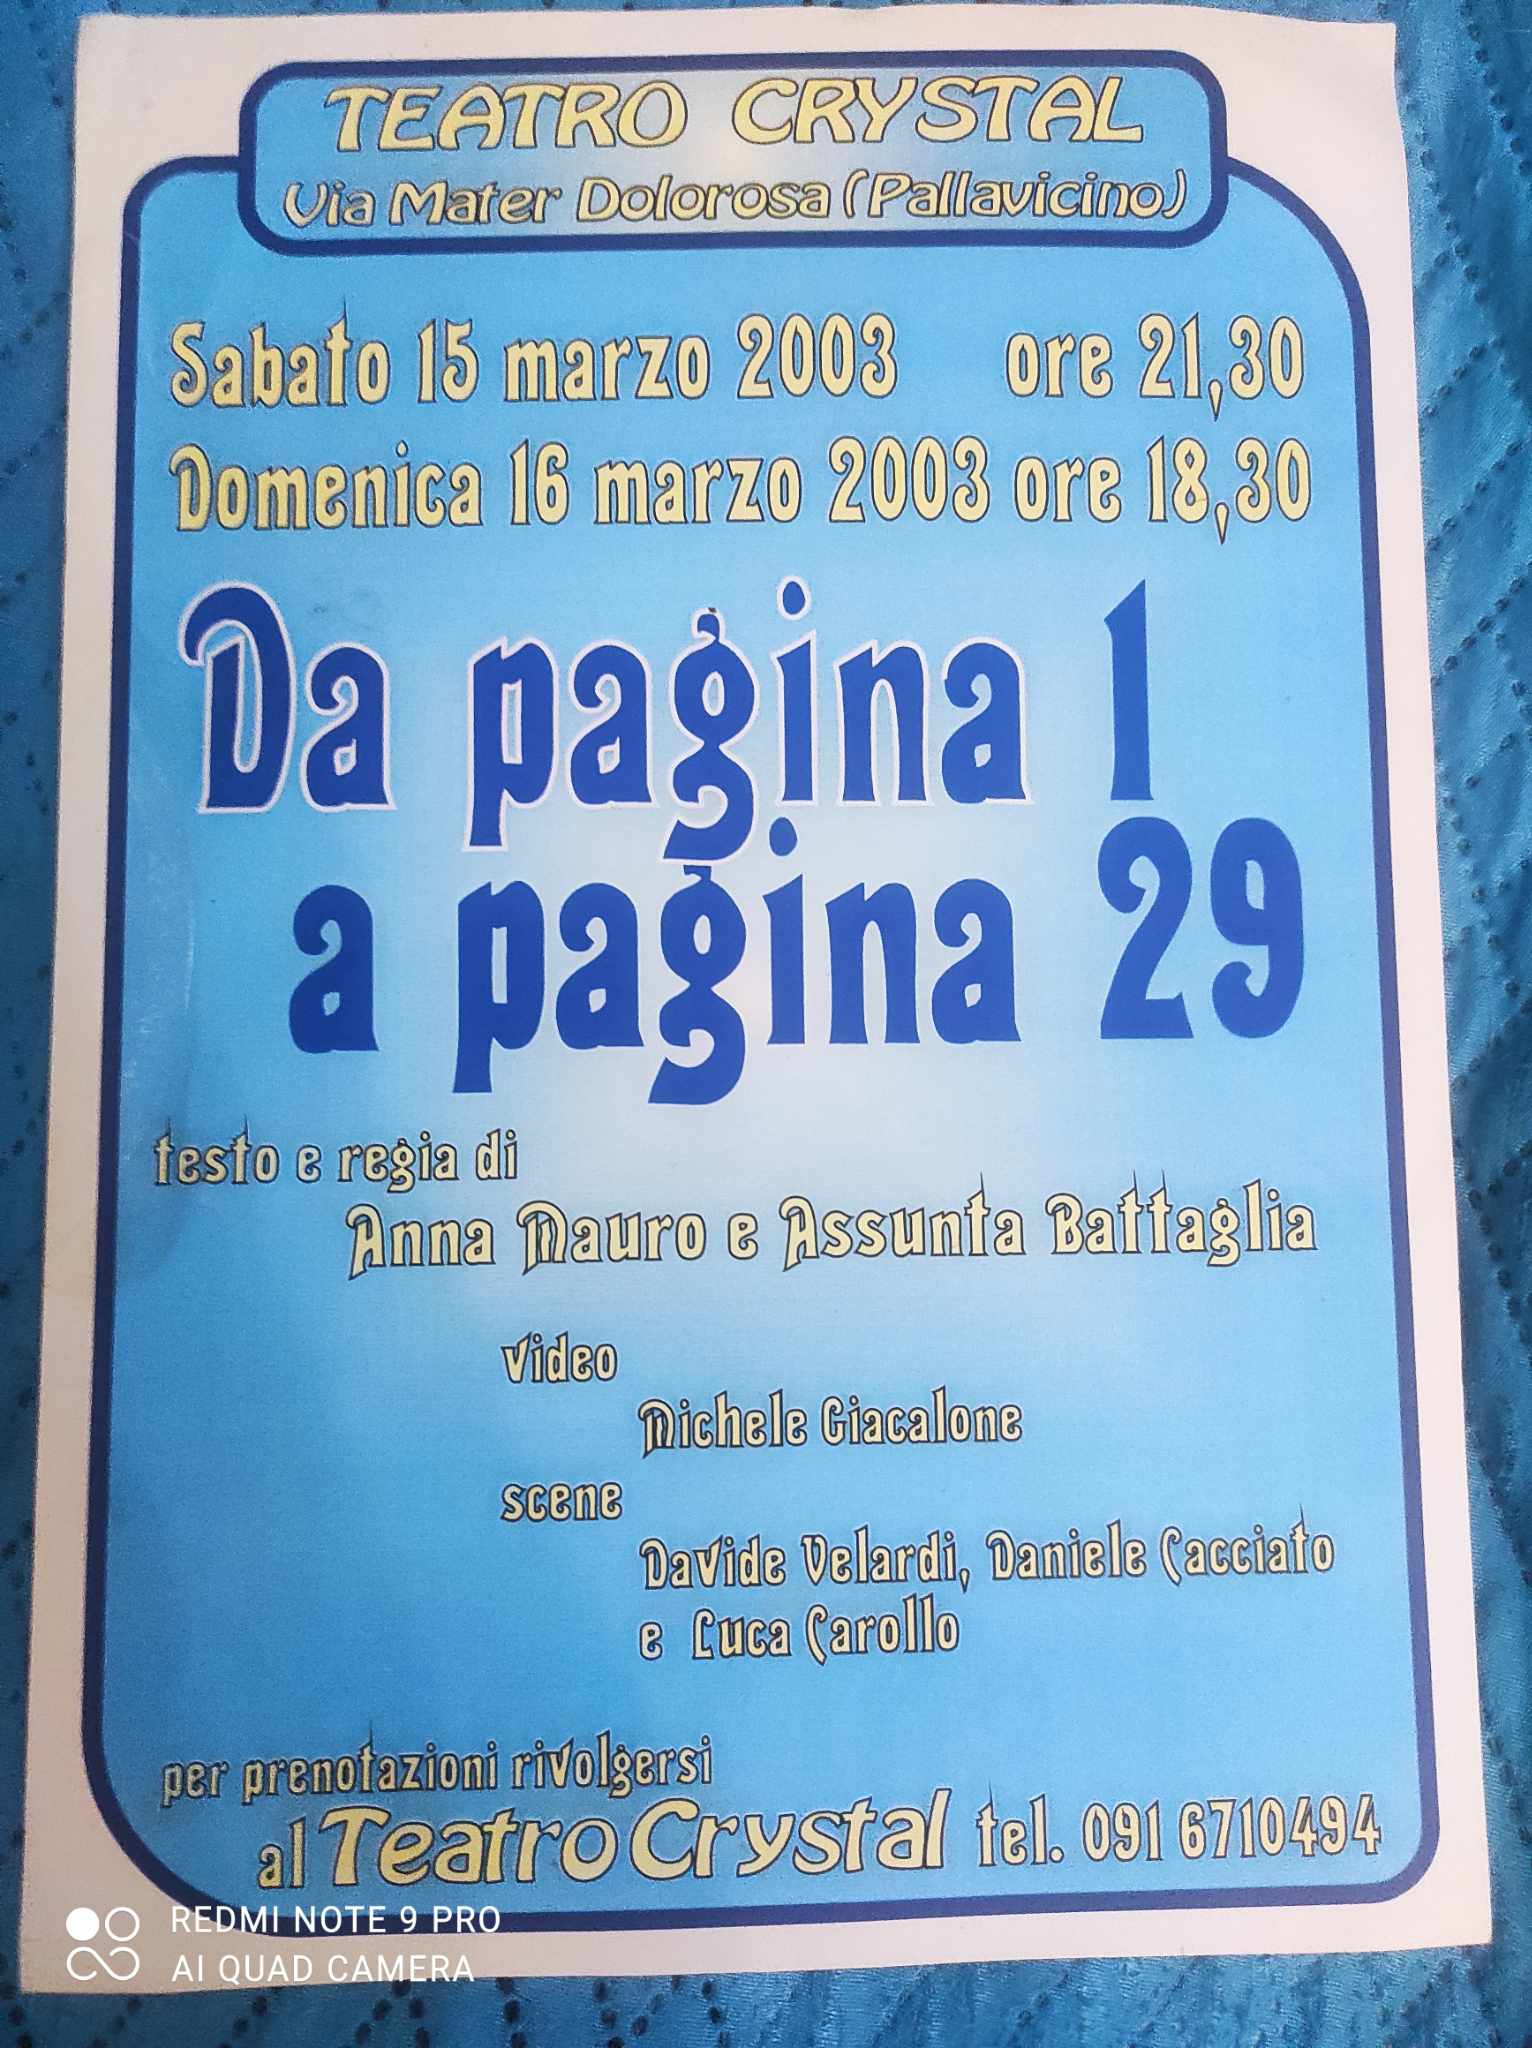 TEATRO CRYSTAL
Via Mater Dolorosa (Pallavicino)
Sabato 15 marzo 2003 ore 21,30
Domenica 16 marzo 2003 ore 18,30
Da pagina 1
a pagina 29
testo e regia di
Anna Mauro e Assunta Battaglia
video
Michele Giacalone
scene
Davide Velardi, Daniele Cacciato
e Luca Carollo
per prenotazioni rivolgersi
al Teatro Crystal tel. 091 6710494
REDMI NOTE 9 PRO
AI QUAD CAMERA